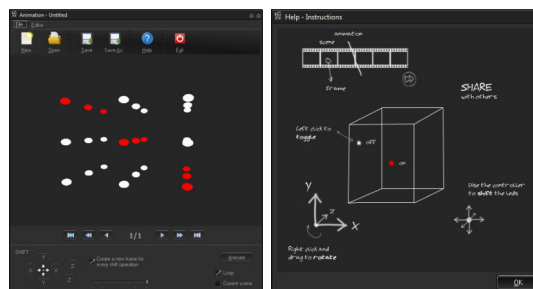 Animation - Untitled
File Editor
New Open Save Save As Help Exit
1/1
SHIFT
Y
X X
Y
Z
Z
Create a new frame for
every shift operation
Animate
Loop
Current scene
Help - Instructions
animation
scene
frame
SHARE
with others
Left click to
toggle
off
on
Y
Z
X
Right click and
drag to rotate
Use the controller
to shift the leds
OK